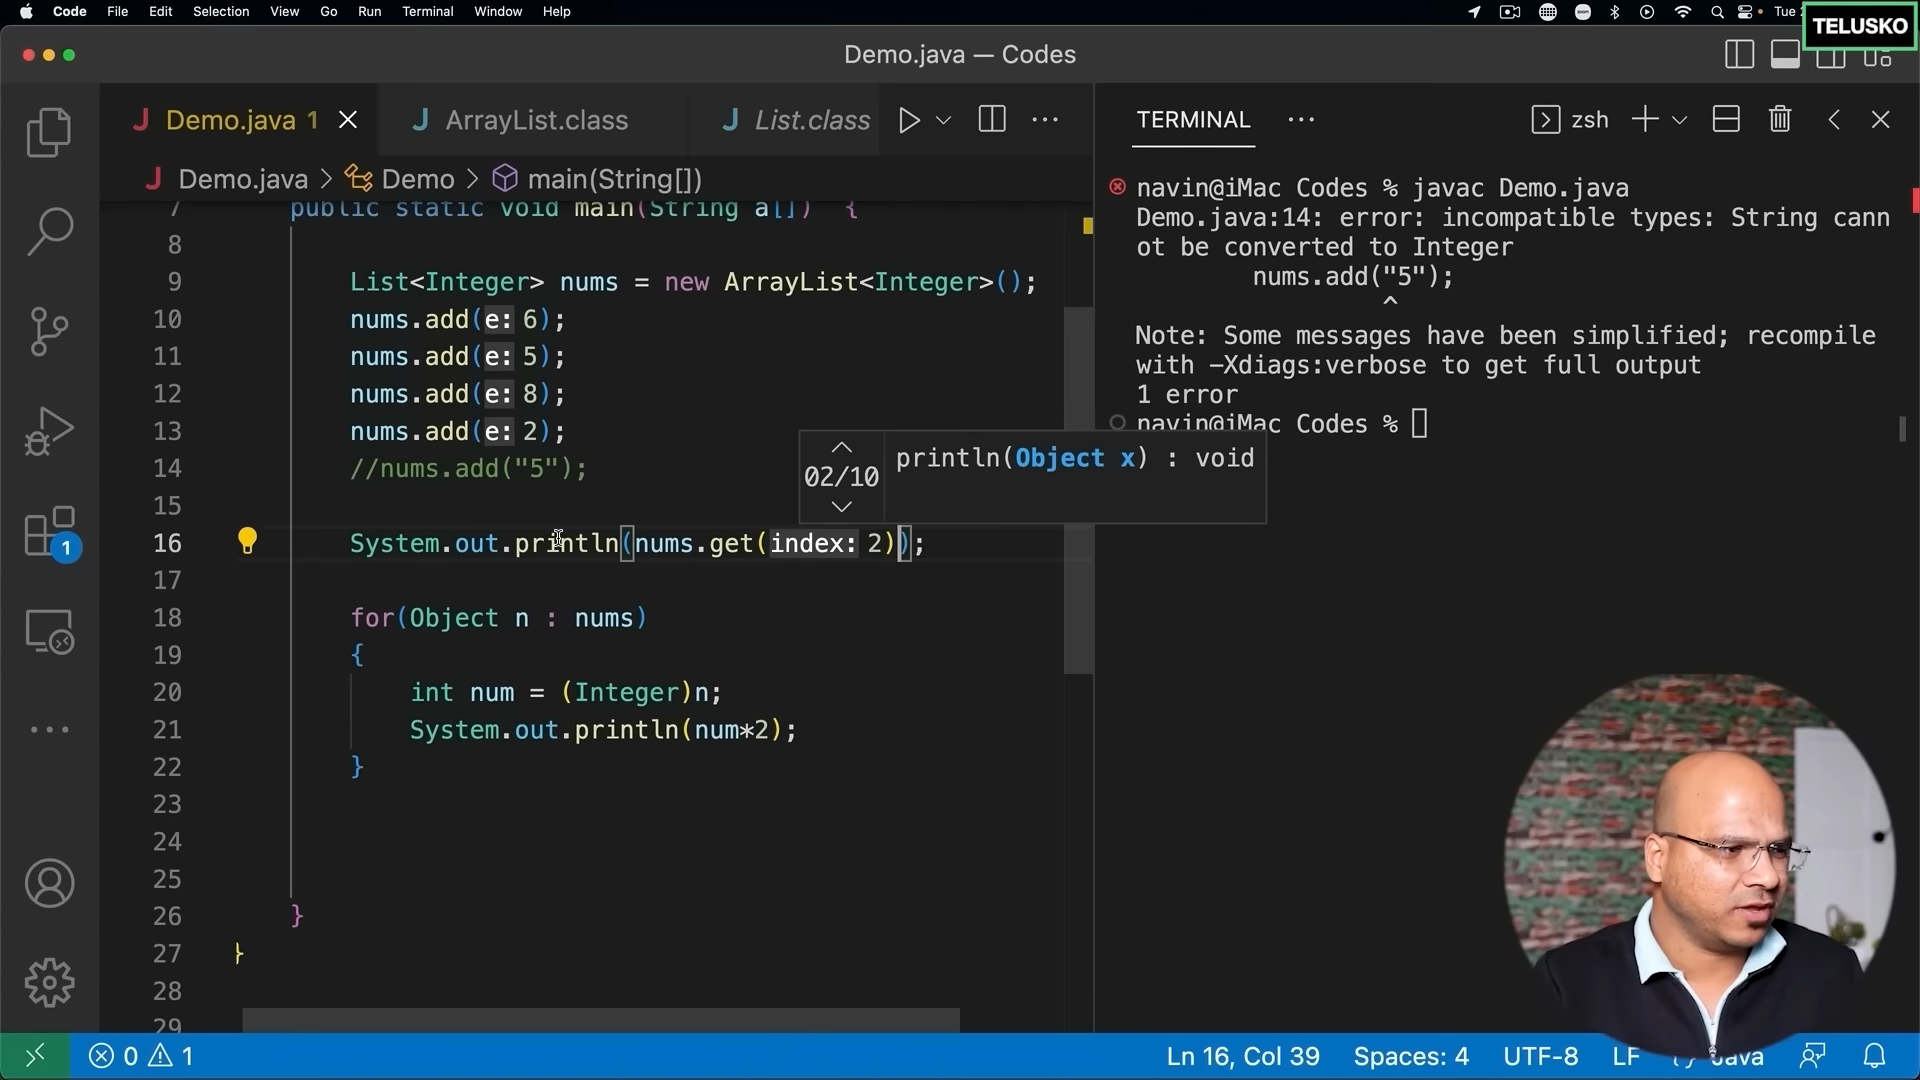 Code File Edit Selection View Go Run Terminal Window Help
Tue
TELUSKO
Demo.java — Codes
Demo.java 1
ArrayList.class
List.class
TERMINAL
zsh
Demo.java > Demo > main(String[])
7 public static void main(String a[]) {
8
9 List<Integer> nums = new ArrayList<Integer>();
10 nums.add(e: 6);
11 nums.add(e: 5);
12 nums.add(e: 8);
13 nums.add(e: 2);
14 //nums.add("5");
15
16 System.out.println(nums.get(index: 2));
17
18 for(Object n : nums)
19 {
20 int num = (Integer)n;
21 System.out.println(num*2);
22 }
23
24
25
26 }
27 }
28
29
02/10
println(Object x) : void
navin@iMac Codes % javac Demo.java
Demo.java:14: error: incompatible types: String cann
ot be converted to Integer
nums.add("5");
^
Note: Some messages have been simplified; recompile
with -Xdiags:verbose to get full output
1 error
navin@iMac Codes %
1
0 1
Ln 16, Col 39 Spaces: 4 UTF-8 LF Java